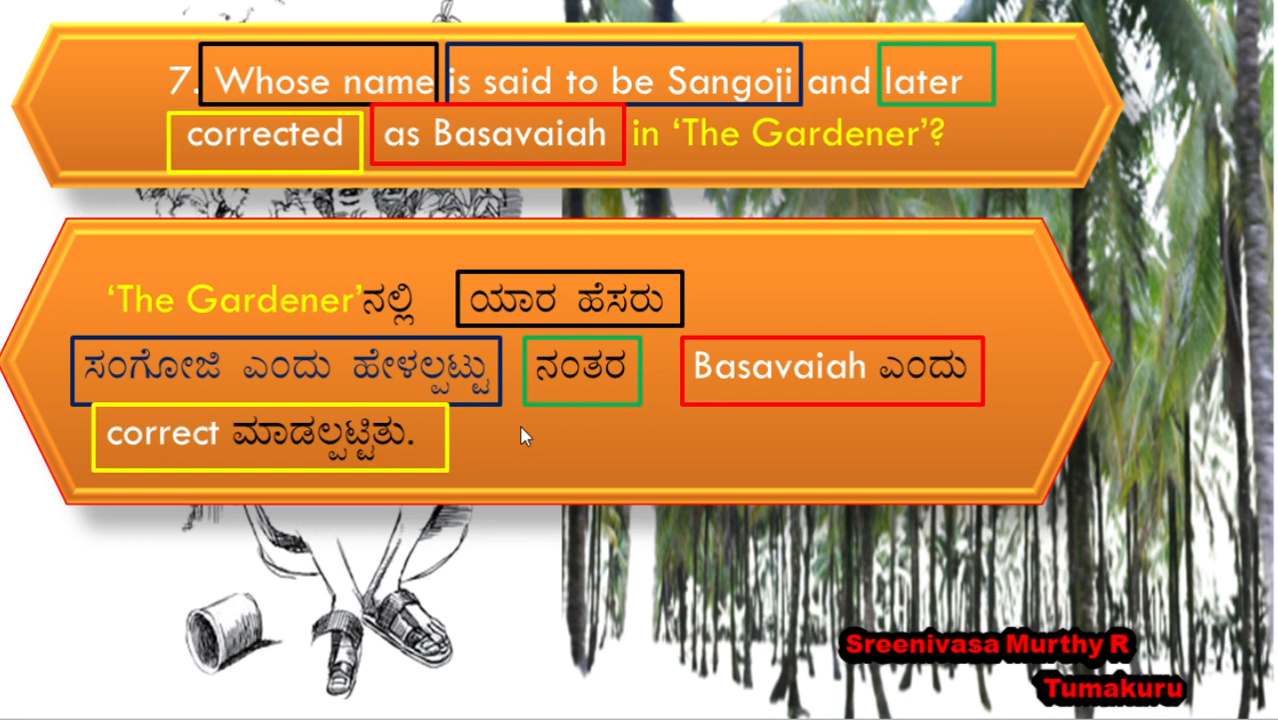 7. Whose name is said to be Sangoji and later
corrected as Basavaiah in ‘The Gardener’?
‘The Gardener’ನಲ್ಲಿ ಯಾರ ಹೆಸರು
ಸಂಗೋಜಿ ಎಂದು ಹೇಳಲ್ಪಟ್ಟು ನಂತರ Basavaiah ಎಂದು
correct ಮಾಡಲ್ಪಟ್ಟಿತು.
Sreenivasa Murthy R
Tumakuru